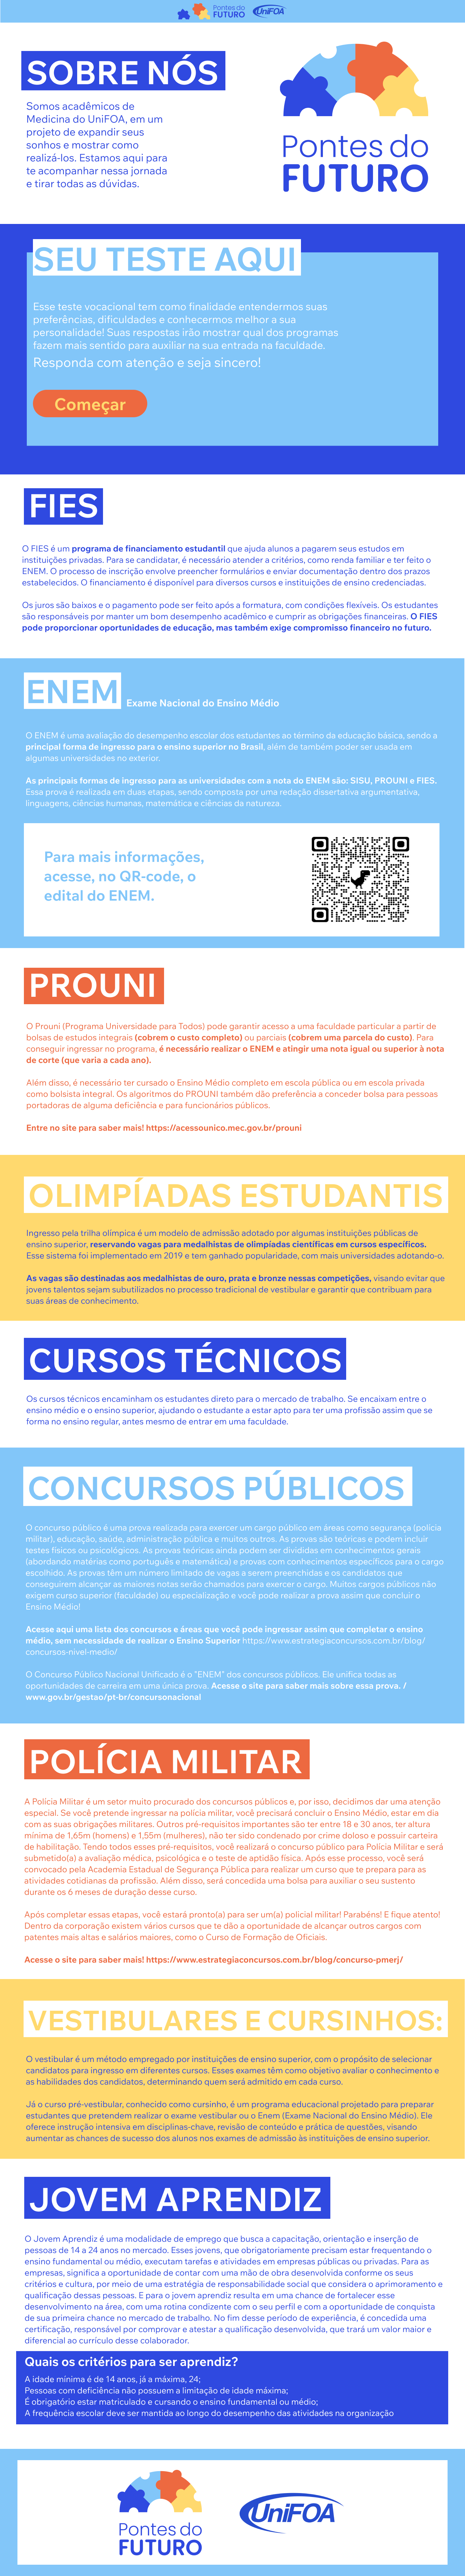 Pontes do
FUTURO
UniFOA
SOBRE NÓS
Somos acadêmicos de
Medicina do UniFOA, em um
projeto de expandir seus
sonhos e mostrar como
realizá-los. Estamos aqui para
te acompanhar nessa jornada
e tirar todas as dúvidas.
Pontes do
FUTURO
SEU TESTE AQUI
Esse teste vocacional tem como finalidade entendermos suas
preferências, dificuldades e conhecermos melhor a sua
personalidade! Suas respostas irão mostrar qual dos programas
fazem mais sentido para auxiliar na sua entrada na faculdade.
Responda com atenção e seja sincero!
Começar
FIES
O FIES é um programa de financiamento estudantil que ajuda alunos a pagarem seus estudos em
instituições privadas. Para se candidatar, é necessário atender a critérios, como renda familiar e ter feito o
ENEM. O processo de inscrição envolve preencher formulários e enviar documentação dentro dos prazos
estabelecidos. O financiamento é disponível para diversos cursos e instituições de ensino credenciadas.
Os juros são baixos e o pagamento pode ser feito após a formatura, com condições flexíveis. Os estudantes
são responsáveis por manter um bom desempenho acadêmico e cumprir as obrigações financeiras. O FIES
pode proporcionar oportunidades de educação, mas também exige compromisso financeiro no futuro.
ENEM
Exame Nacional do Ensino Médio
O ENEM é uma avaliação do desempenho escolar dos estudantes ao término da educação básica, sendo a
principal forma de ingresso para o ensino superior no Brasil, além de também poder ser usada em
algumas universidades no exterior.
As principais formas de ingresso para as universidades com a nota do ENEM são: SISU, PROUNI e FIES.
Essa prova é realizada em duas etapas, sendo composta por uma redação dissertativa argumentativa,
linguagens, ciências humanas, matemática e ciências da natureza.
Para mais informações,
acesse, no QR-code, o
edital do ENEM.
PROUNI
O Prouni (Programa Universidade para Todos) pode garantir acesso a uma faculdade particular a partir de
bolsas de estudos integrais (cobrem o custo completo) ou parciais (cobrem uma parcela do custo). Para
conseguir ingressar no programa, é necessário realizar o ENEM e atingir uma nota igual ou superior à nota
de corte (que varia a cada ano).
Além disso, é necessário ter cursado o Ensino Médio completo em escola pública ou em escola privada
como bolsista integral. Os algoritmos do PROUNI também dão preferência a conceder bolsa para pessoas
portadoras de alguma deficiência e para funcionários públicos.
Entre no site para saber mais! https://acessounico.mec.gov.br/prouni
OLIMPÍADAS ESTUDANTIS
Ingresso pela trilha olímpica é um modelo de admissão adotado por algumas instituições públicas de
ensino superior, reservando vagas para medalhistas de olimpíadas científicas em cursos específicos.
Esse sistema foi implementado em 2019 e tem ganhado popularidade, com mais universidades adotando-o.
As vagas são destinadas aos medalhistas de ouro, prata e bronze nessas competições, visando evitar que
jovens talentos sejam subutilizados no processo tradicional de vestibular e garantir que contribuam para
suas áreas de conhecimento.
CURSOS TÉCNICOS
Os cursos técnicos encaminham os estudantes direto para o mercado de trabalho. Se encaixam entre o
ensino médio e o ensino superior, ajudando o estudante a estar apto para ter uma profissão assim que se
forma no ensino regular, antes mesmo de entrar em uma faculdade.
CONCURSOS PÚBLICOS
O concurso público é uma prova realizada para exercer um cargo público em áreas como segurança (polícia
militar), educação, saúde, administração pública e muitos outros. As provas são teóricas e podem incluir
testes físicos ou psicológicos. As provas teóricas ainda podem ser divididas em conhecimentos gerais
(abordando matérias como português e matemática) e provas com conhecimentos específicos para o cargo
escolhido. As provas têm um número limitado de vagas a serem preenchidas e os candidatos que
conseguirem alcançar as maiores notas serão chamados para exercer o cargo. Muitos cargos públicos não
exigem curso superior (faculdade) ou especialização e você pode realizar a prova assim que concluir o
Ensino Médio!
Acesse aqui uma lista dos concursos e áreas que você pode ingressar assim que completar o ensino
médio, sem necessidade de realizar o Ensino Superior https://www.estrategiaconcursos.com.br/blog/
concursos-nivel-medio/
O Concurso Público Nacional Unificado é o "ENEM" dos concursos públicos. Ele unifica todas as
oportunidades de carreira em uma única prova. Acesse o site para saber mais sobre essa prova. /
www.gov.br/gestao/pt-br/concursonacional
POLÍCIA MILITAR
A Polícia Militar é um setor muito procurado dos concursos públicos e, por isso, decidimos dar uma atenção
especial. Se você pretende ingressar na polícia militar, você precisará concluir o Ensino Médio, estar em dia
com as suas obrigações militares. Outros pré-requisitos importantes são ter entre 18 e 30 anos, ter altura
mínima de 1,65m (homens) e 1,55m (mulheres), não ter sido condenado por crime doloso e possuir carteira
de habilitação. Tendo todos esses pré-requisitos, você realizará o concurso público para Polícia Militar e será
submetido(a) a avaliação médica, psicológica e o teste de aptidão física. Após esse processo, você será
convocado pela Academia Estadual de Segurança Pública para realizar um curso que te prepara para as
atividades cotidianas da profissão. Além disso, será concedida uma bolsa para auxiliar o seu sustento
durante os 6 meses de duração desse curso.
Após completar essas etapas, você estará pronto(a) para ser um(a) policial militar! Parabéns! E fique atento!
Dentro da corporação existem vários cursos que te dão a oportunidade de alcançar outros cargos com
patentes mais altas e salários maiores, como o Curso de Formação de Oficiais.
Acesse o site para saber mais! https://www.estrategiaconcursos.com.br/blog/concurso-pmerj/
VESTIBULARES E CURSINHOS:
O vestibular é um método empregado por instituições de ensino superior, com o propósito de selecionar
candidatos para ingresso em diferentes cursos. Esses exames têm como objetivo avaliar o conhecimento e
as habilidades dos candidatos, determinando quem será admitido em cada curso.
Já o curso pré-vestibular, conhecido como cursinho, é um programa educacional projetado para preparar
estudantes que pretendem realizar o exame vestibular ou o Enem (Exame Nacional do Ensino Médio). Ele
oferece instrução intensiva em disciplinas-chave, revisão de conteúdo e prática de questões, visando
aumentar as chances de sucesso dos alunos nos exames de admissão às instituições de ensino superior.
JOVEM APRENDIZ
O Jovem Aprendiz é uma modalidade de emprego que busca a capacitação, orientação e inserção de
pessoas de 14 a 24 anos no mercado. Esses jovens, que obrigatoriamente precisam estar frequentando o
ensino fundamental ou médio, executam tarefas e atividades em empresas públicas ou privadas. Para as
empresas, significa a oportunidade de contar com uma mão de obra desenvolvida conforme os seus
critérios e cultura, por meio de uma estratégia de responsabilidade social que considera o aprimoramento e
qualificação dessas pessoas. E para o jovem aprendiz resulta em uma chance de fortalecer esse
desenvolvimento na área, com uma rotina condizente com o seu perfil e com a oportunidade de conquista
de sua primeira chance no mercado de trabalho. No fim desse período de experiência, é concedida uma
certificação, responsável por comprovar e atestar a qualificação desenvolvida, que trará um valor maior e
diferencial ao currículo desse colaborador.
Quais os critérios para ser aprendiz?
A idade mínima é de 14 anos, já a máxima, 24;
Pessoas com deficiência não possuem a limitação de idade máxima;
É obrigatório estar matriculado e cursando o ensino fundamental ou médio;
A frequência escolar deve ser mantida ao longo do desempenho das atividades na organização
Pontes do
FUTURO
UniFOA